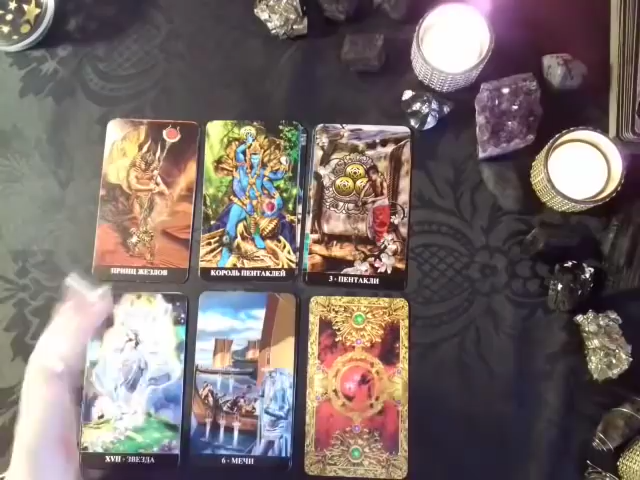 ПРИНЦ ЖЕЗЛОВ
КОРОЛЬ ПЕНТАКЛЕЙ
3 · ПЕНТАКЛИ
XVII · ЗВЕЗДА
6 · МЕЧИ